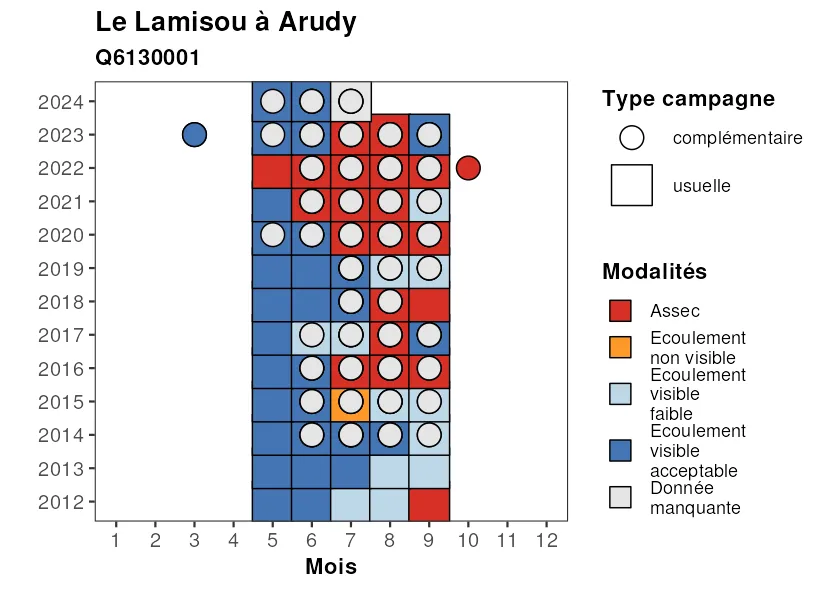 Le Lamisou à Arudy
Q6130001
2024
2023
2022
2021
2020
2019
2018
2017
2016
2015
2014
2013
2012
1 2 3 4 5 6 7 8 9 10 11 12
Mois
Type campagne
complémentaire
usuelle
Modalités
Assec
Ecoulement
non visible
Ecoulement
visible
faible
Ecoulement
visible
acceptable
Donnée
manquante